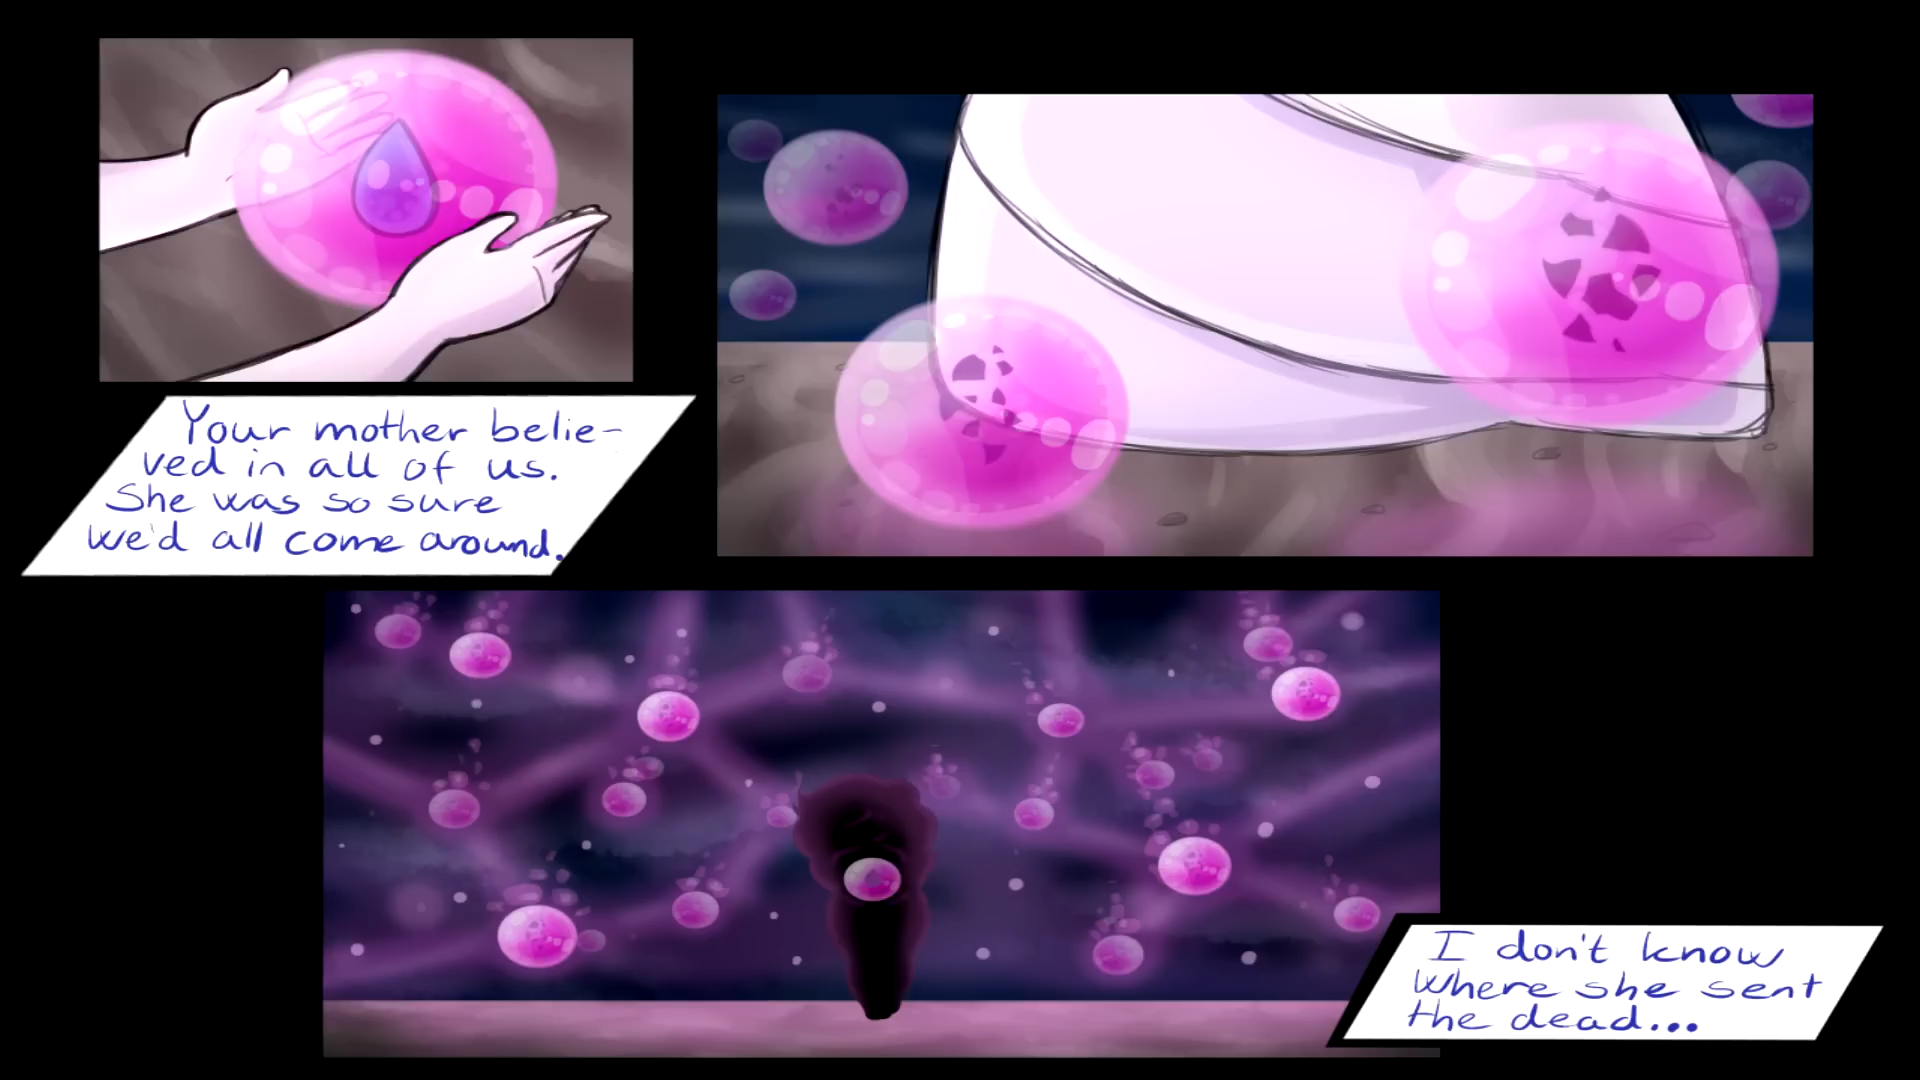 Your mother belie-
ved in all of us.
She was so sure
we'd all come around.
I don't know
where she sent
the dead...